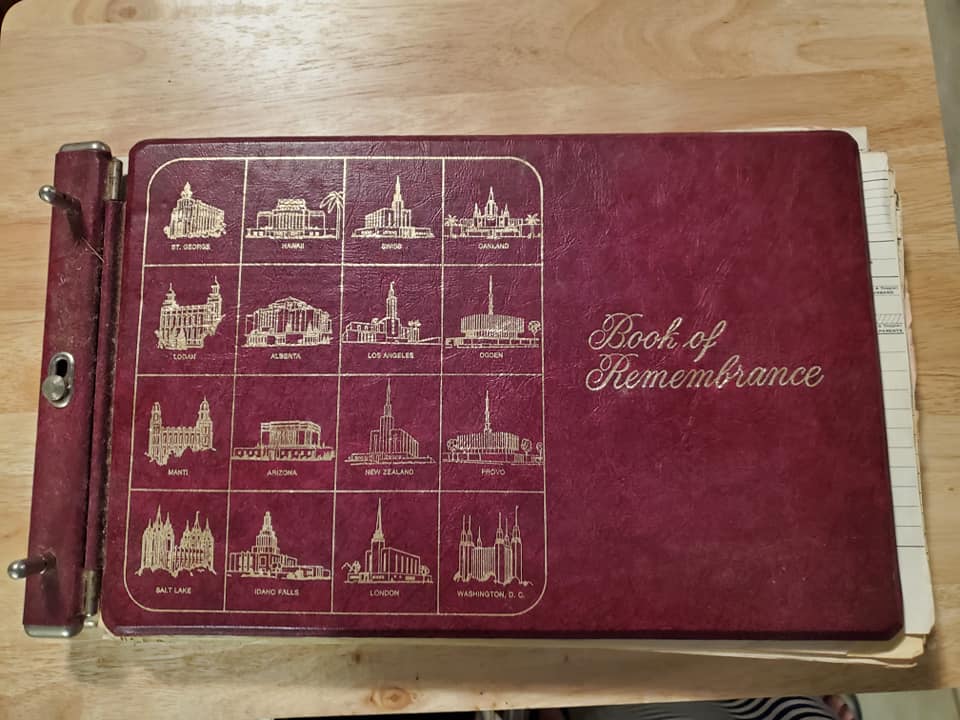 ST. GEORGE
HAWAII
SWISS
OAKLAND
LOGAN
ALBERTA
LOS ANGELES
OGDEN
MANTI
ARIZONA
NEW ZEALAND
PROVO
SALT LAKE
IDAHO FALLS
LONDON
WASHINGTON, D. C.
Book of
Remembrance